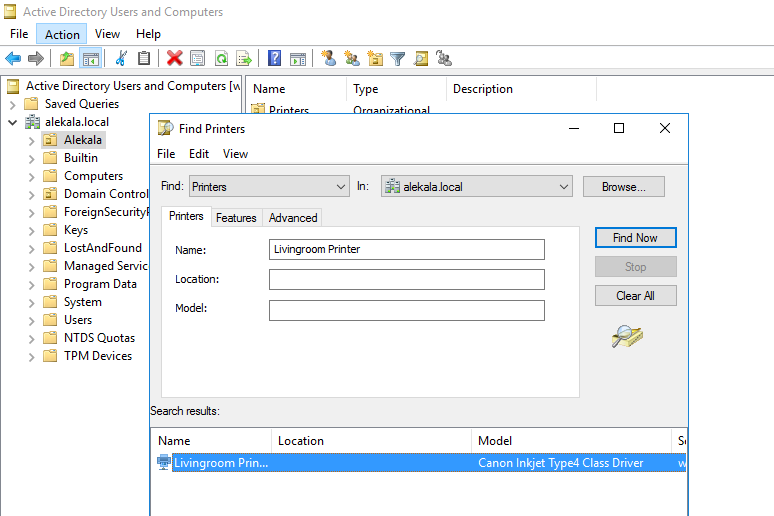 Active Directory Users and Computers
File Action View Help
Active Directory Users and Computers [w
Name Type Description
Saved Queries
Printers Organizational
alekala.local
Alekala
Builtin
Computers
Domain Control
ForeignSecurityP
Keys
LostAndFound
Managed Servic
Program Data
System
Users
NTDS Quotas
TPM Devices
Find Printers
File Edit View
Find: Printers In: alekala.local Browse...
Printers Features Advanced
Name: Livingroom Printer
Location:
Model:
Find Now
Stop
Clear All
Search results:
Name Location Model Se
Livingroom Prin... Canon Inkjet Type4 Class Driver w